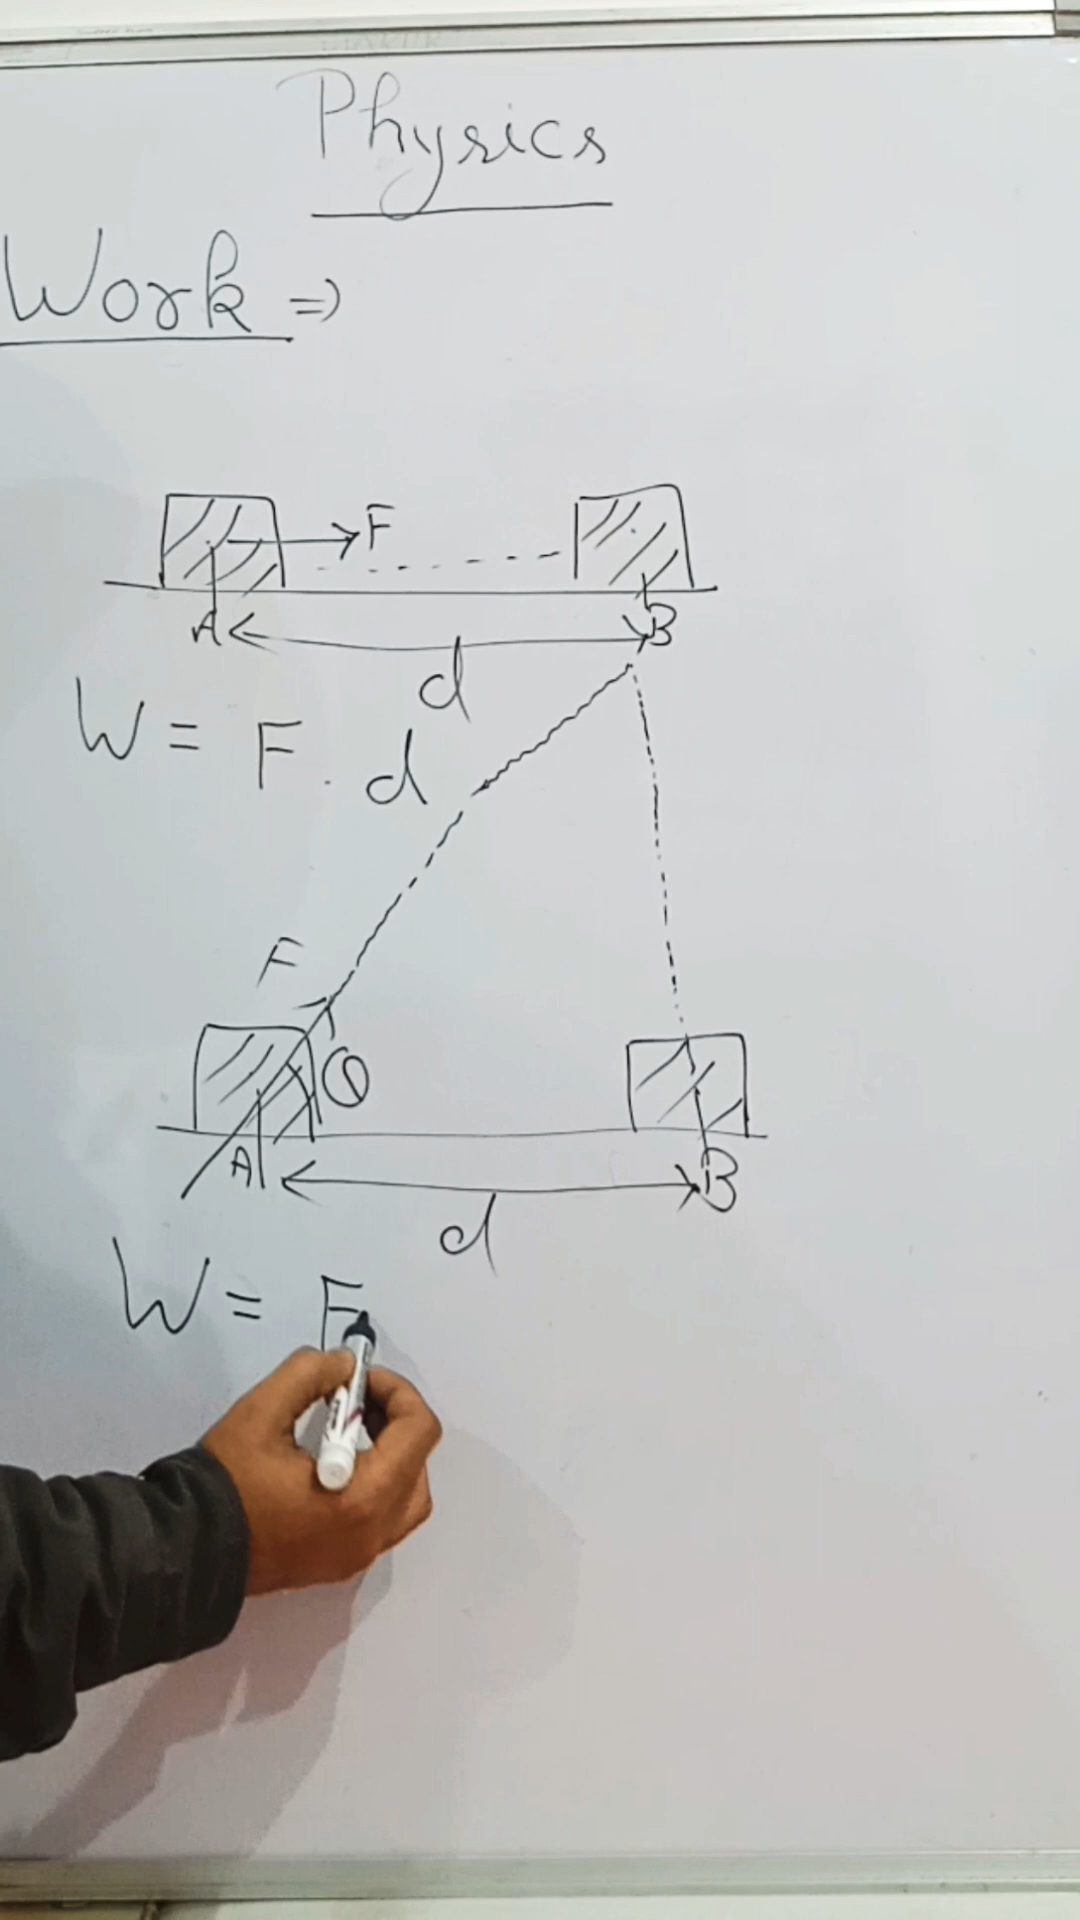 Physics
Work ⇒
F
A B
d
W = F . d
F
θ
A B
d
W = F